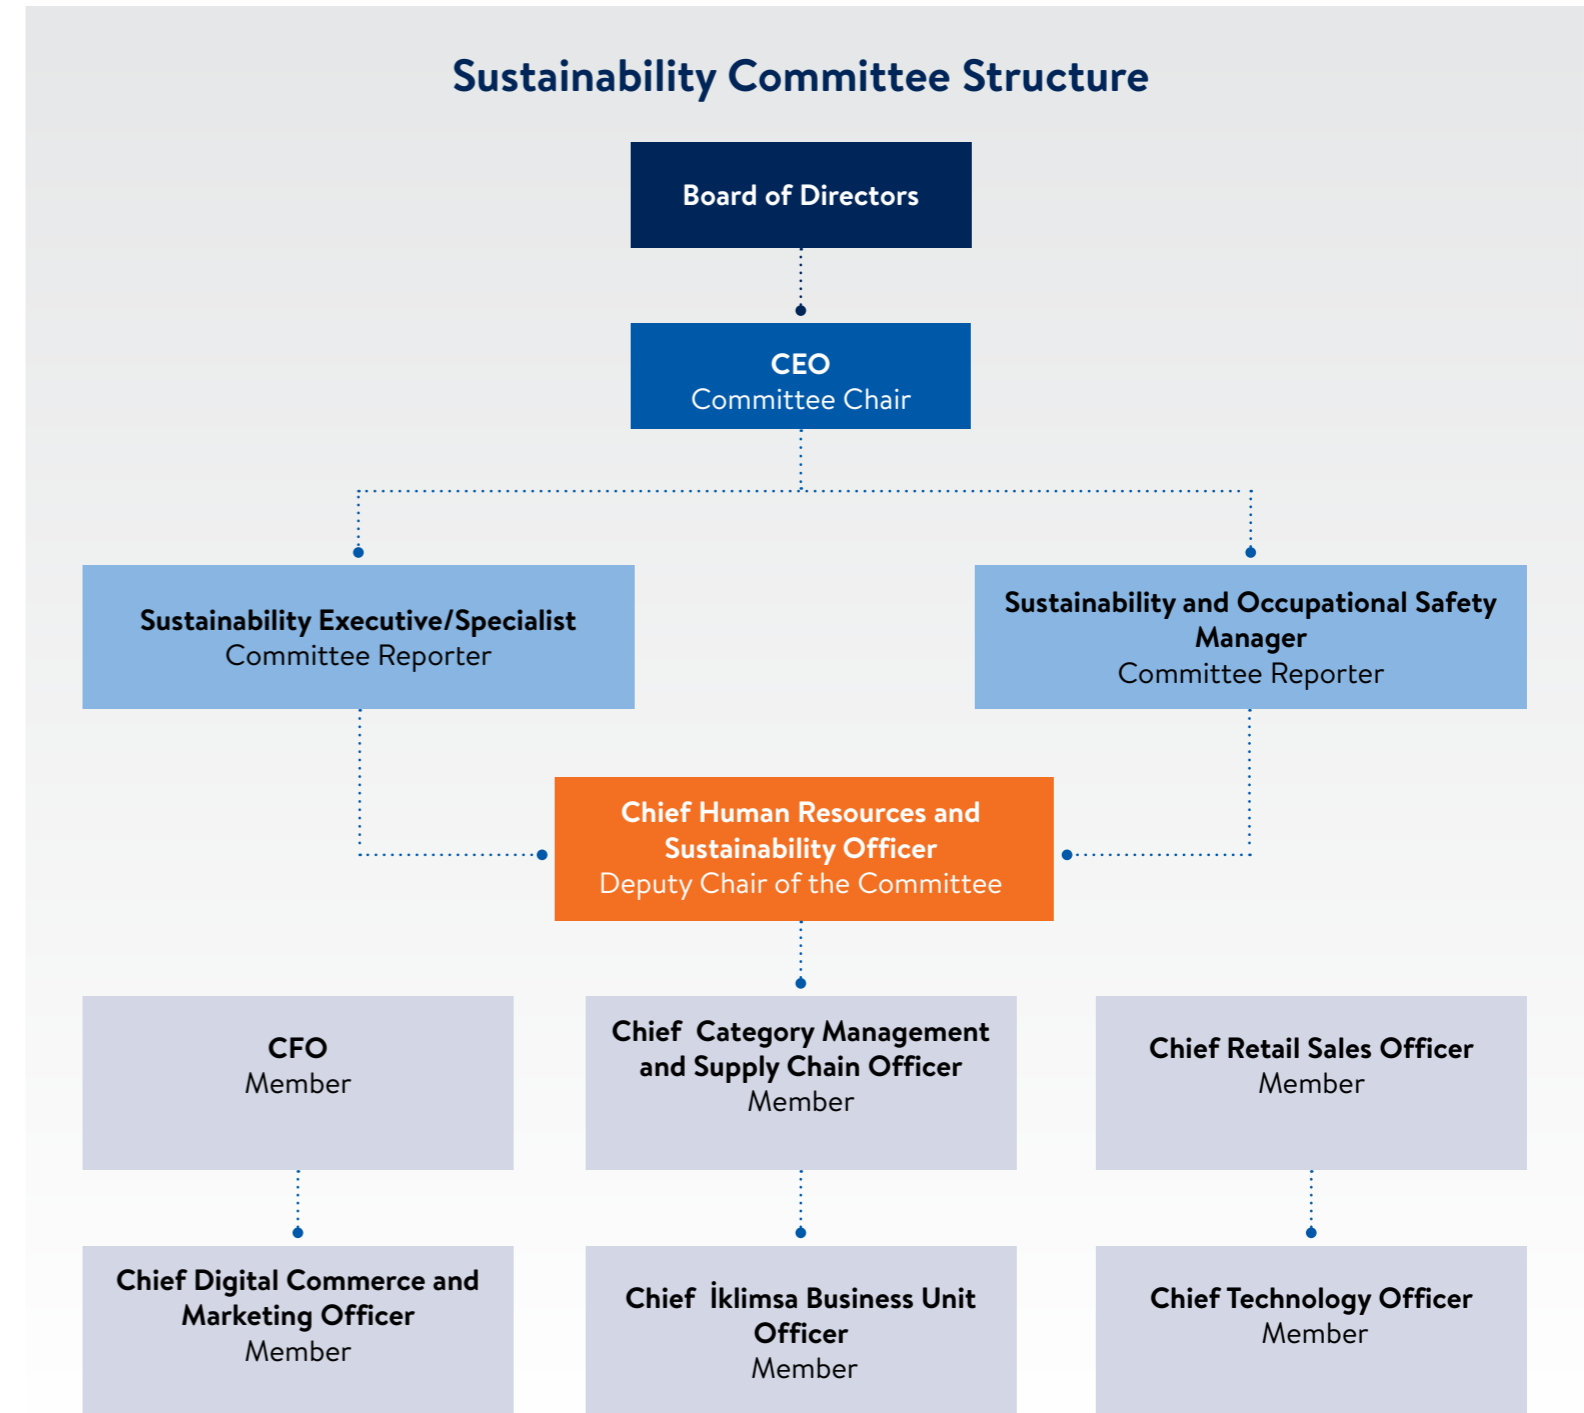 Sustainability Committee Structure
Board of Directors
CEO
Committee Chair
Sustainability Executive/Specialist
Committee Reporter
Sustainability and Occupational Safety
Manager
Committee Reporter
Chief Human Resources and
Sustainability Officer
Deputy Chair of the Committee
CFO
Member
Chief Category Management
and Supply Chain Officer
Member
Chief Retail Sales Officer
Member
Chief Digital Commerce and
Marketing Officer
Member
Chief İklimsa Business Unit
Officer
Member
Chief Technology Officer
Member